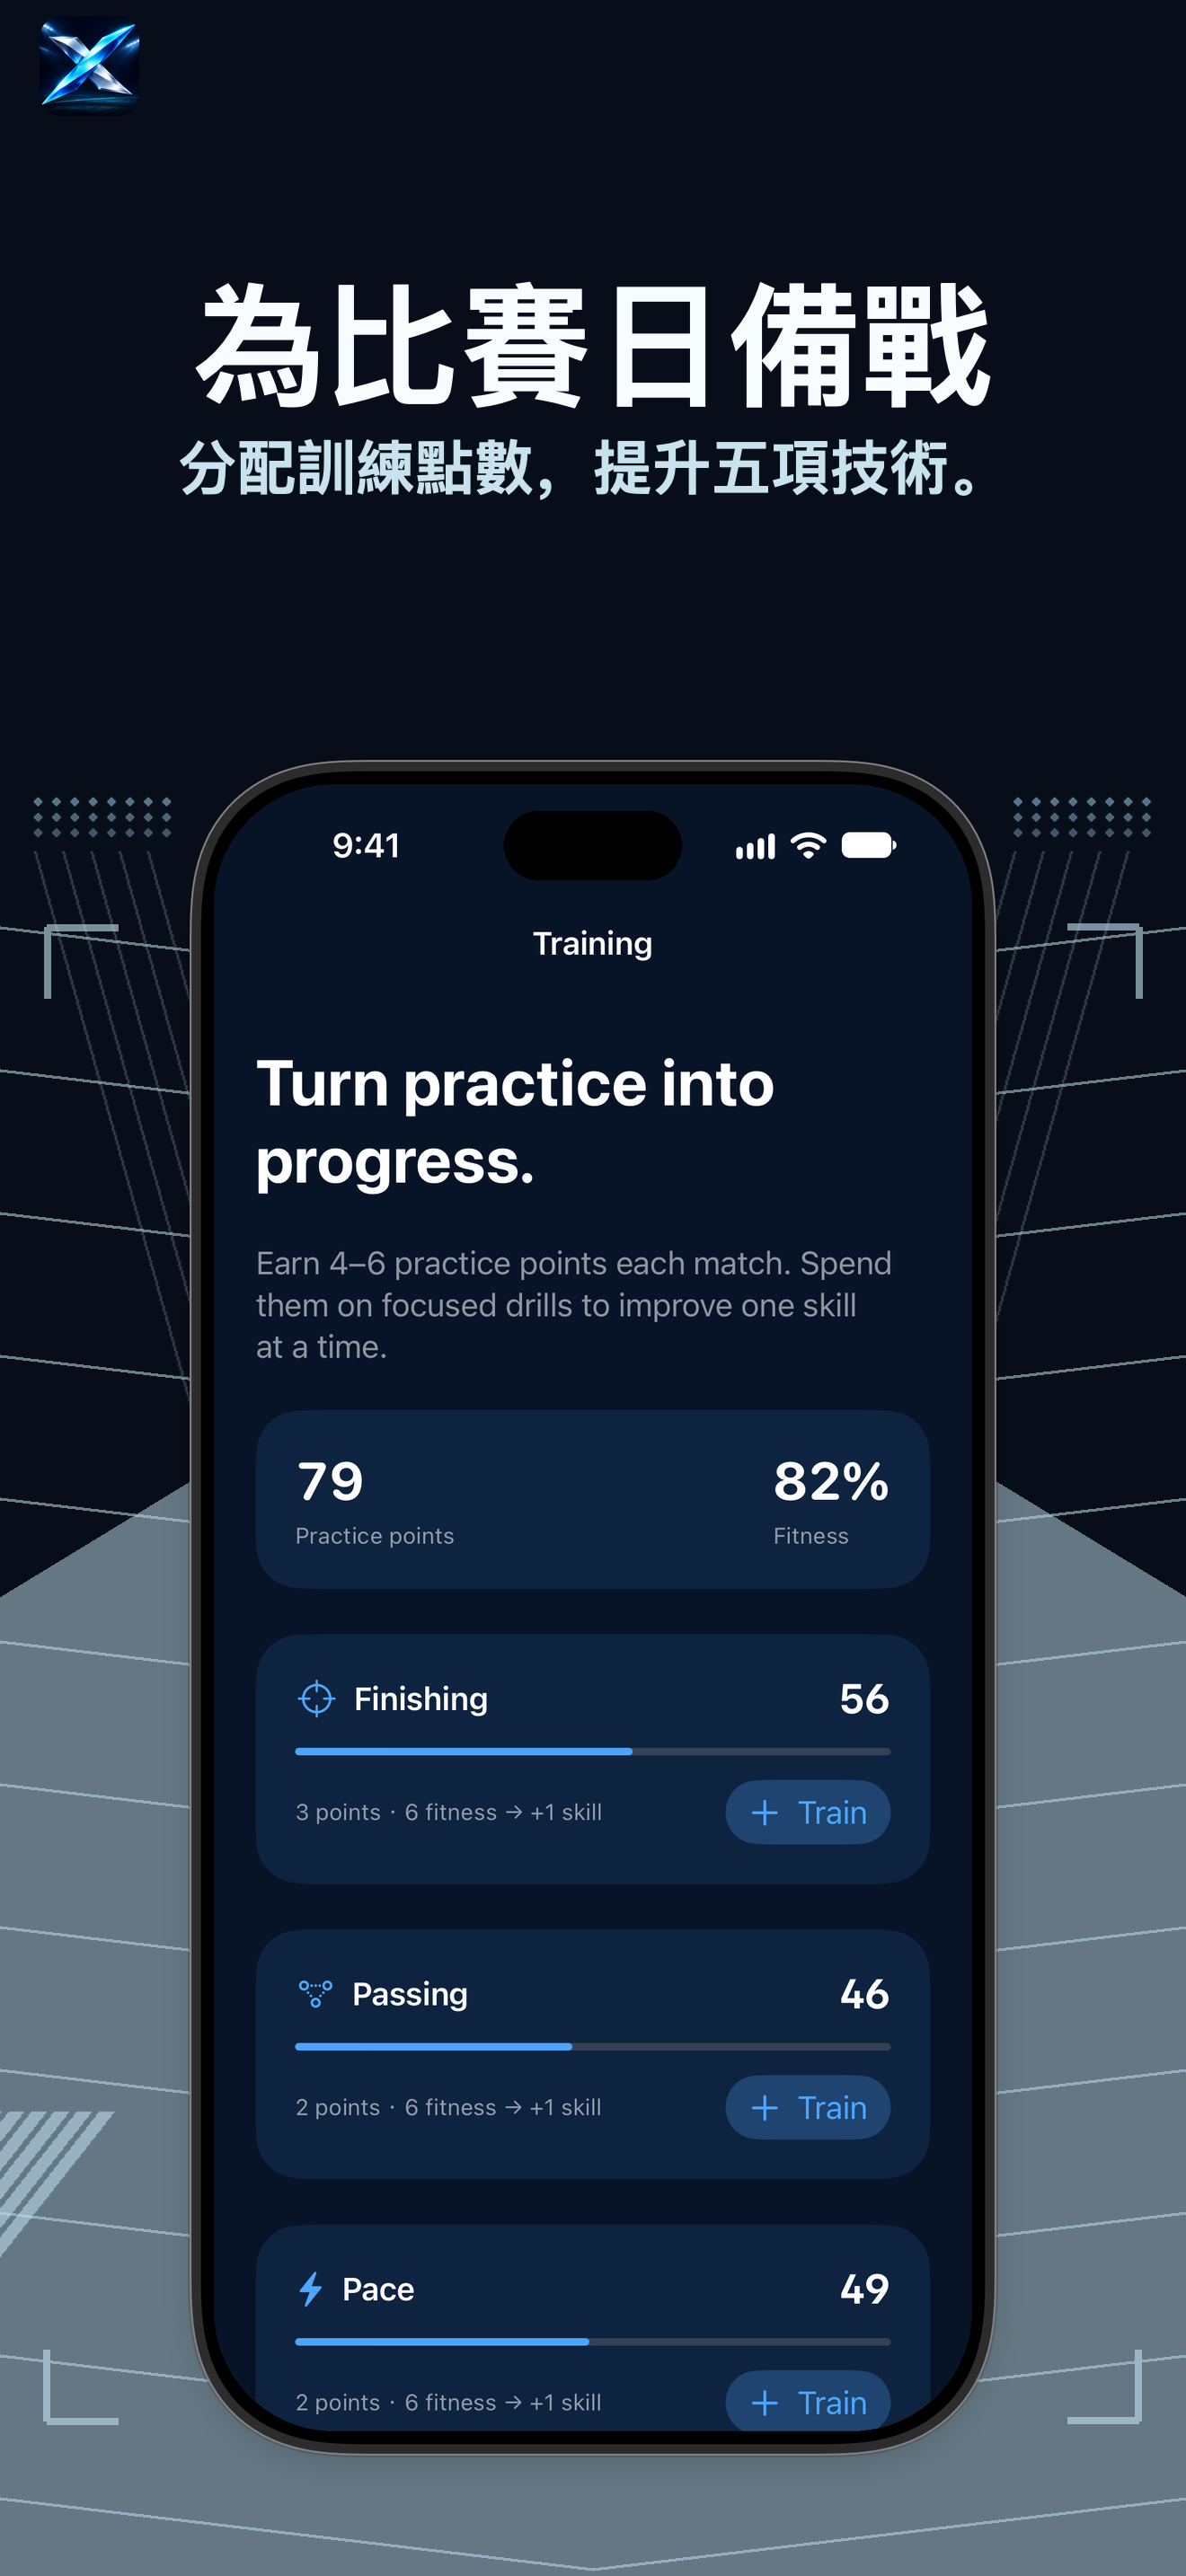 為比賽日備戰
分配訓練點數，提升五項技術。
9:41
Training
Turn practice into
progress.
Earn 4–6 practice points each match. Spend
them on focused drills to improve one skill
at a time.
79 82%
Practice points Fitness
Finishing 56
3 points · 6 fitness → +1 skill + Train
Passing 46
2 points · 6 fitness → +1 skill + Train
Pace 49
2 points · 6 fitness → +1 skill + Train